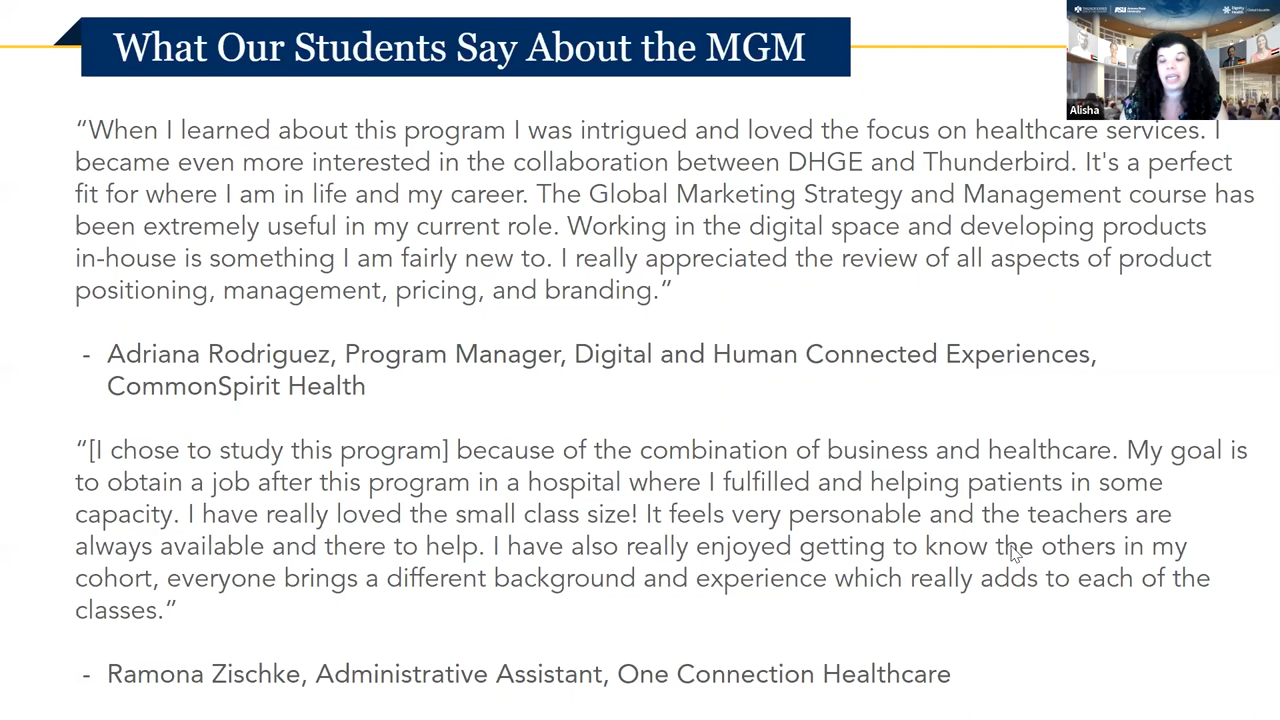 What Our Students Say About the MGM
Alisha
“When I learned about this program I was intrigued and loved the focus on healthcare services. I
became even more interested in the collaboration between DHGE and Thunderbird. It's a perfect
fit for where I am in life and my career. The Global Marketing Strategy and Management course has
been extremely useful in my current role. Working in the digital space and developing products
in-house is something I am fairly new to. I really appreciated the review of all aspects of product
positioning, management, pricing, and branding.”
- Adriana Rodriguez, Program Manager, Digital and Human Connected Experiences,
CommonSpirit Health
“[I chose to study this program] because of the combination of business and healthcare. My goal is
to obtain a job after this program in a hospital where I fulfilled and helping patients in some
capacity. I have really loved the small class size! It feels very personable and the teachers are
always available and there to help. I have also really enjoyed getting to know the others in my
cohort, everyone brings a different background and experience which really adds to each of the
classes.”
- Ramona Zischke, Administrative Assistant, One Connection Healthcare